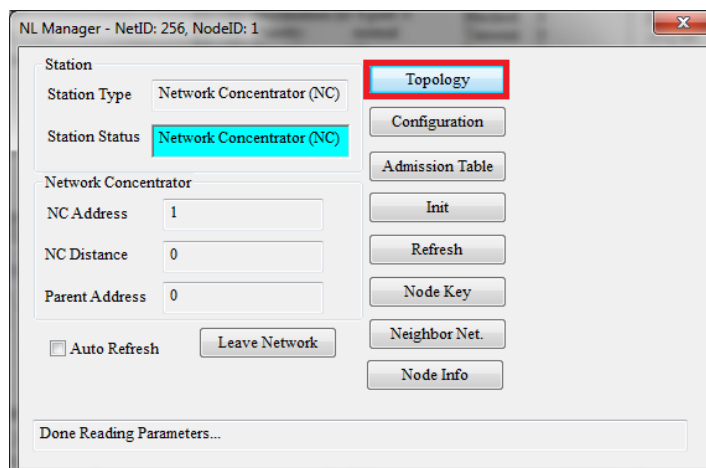 NL Manager - NetID: 256, NodeID: 1
Station
Station Type Network Concentrator (NC)
Station Status Network Concentrator (NC)
Network Concentrator
NC Address 1
NC Distance 0
Parent Address 0
Auto Refresh
Leave Network
Topology
Configuration
Admission Table
Init
Refresh
Node Key
Neighbor Net.
Node Info
Done Reading Parameters...